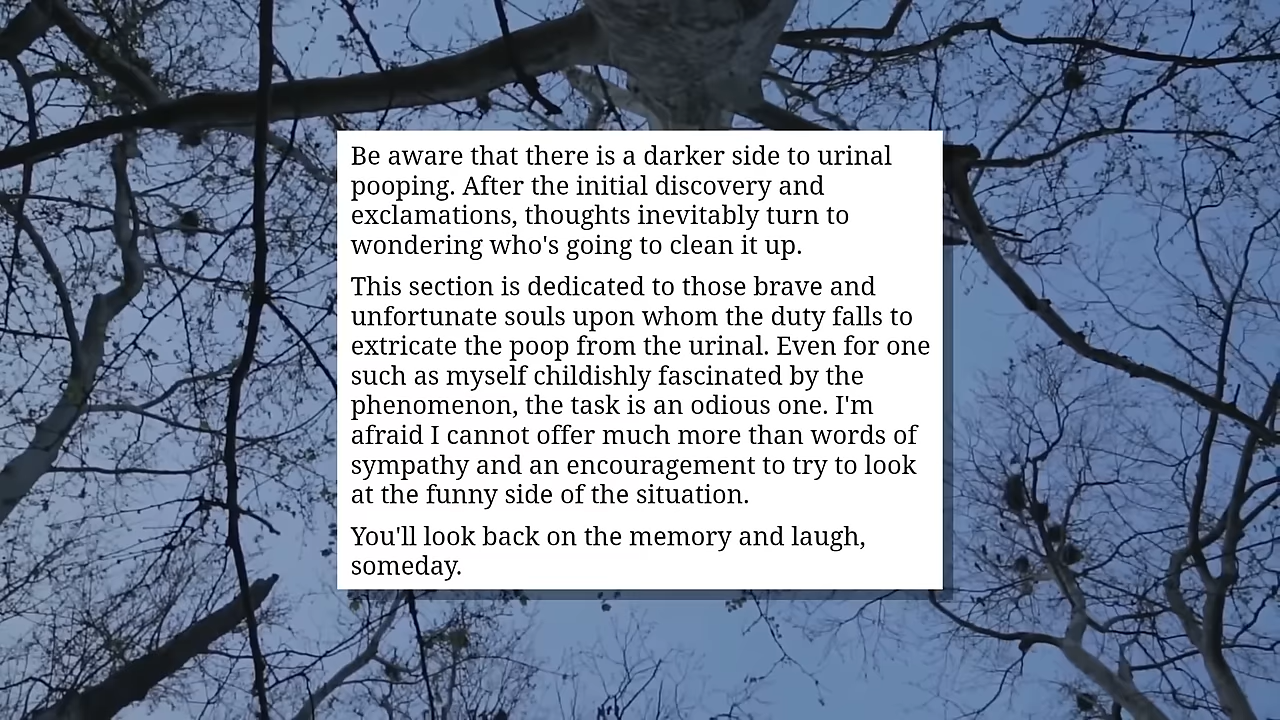 Be aware that there is a darker side to urinal
pooping. After the initial discovery and
exclamations, thoughts inevitably turn to
wondering who's going to clean it up.
This section is dedicated to those brave and
unfortunate souls upon whom the duty falls to
extricate the poop from the urinal. Even for one
such as myself childishly fascinated by the
phenomenon, the task is an odious one. I'm
afraid I cannot offer much more than words of
sympathy and an encouragement to try to look
at the funny side of the situation.
You'll look back on the memory and laugh,
someday.